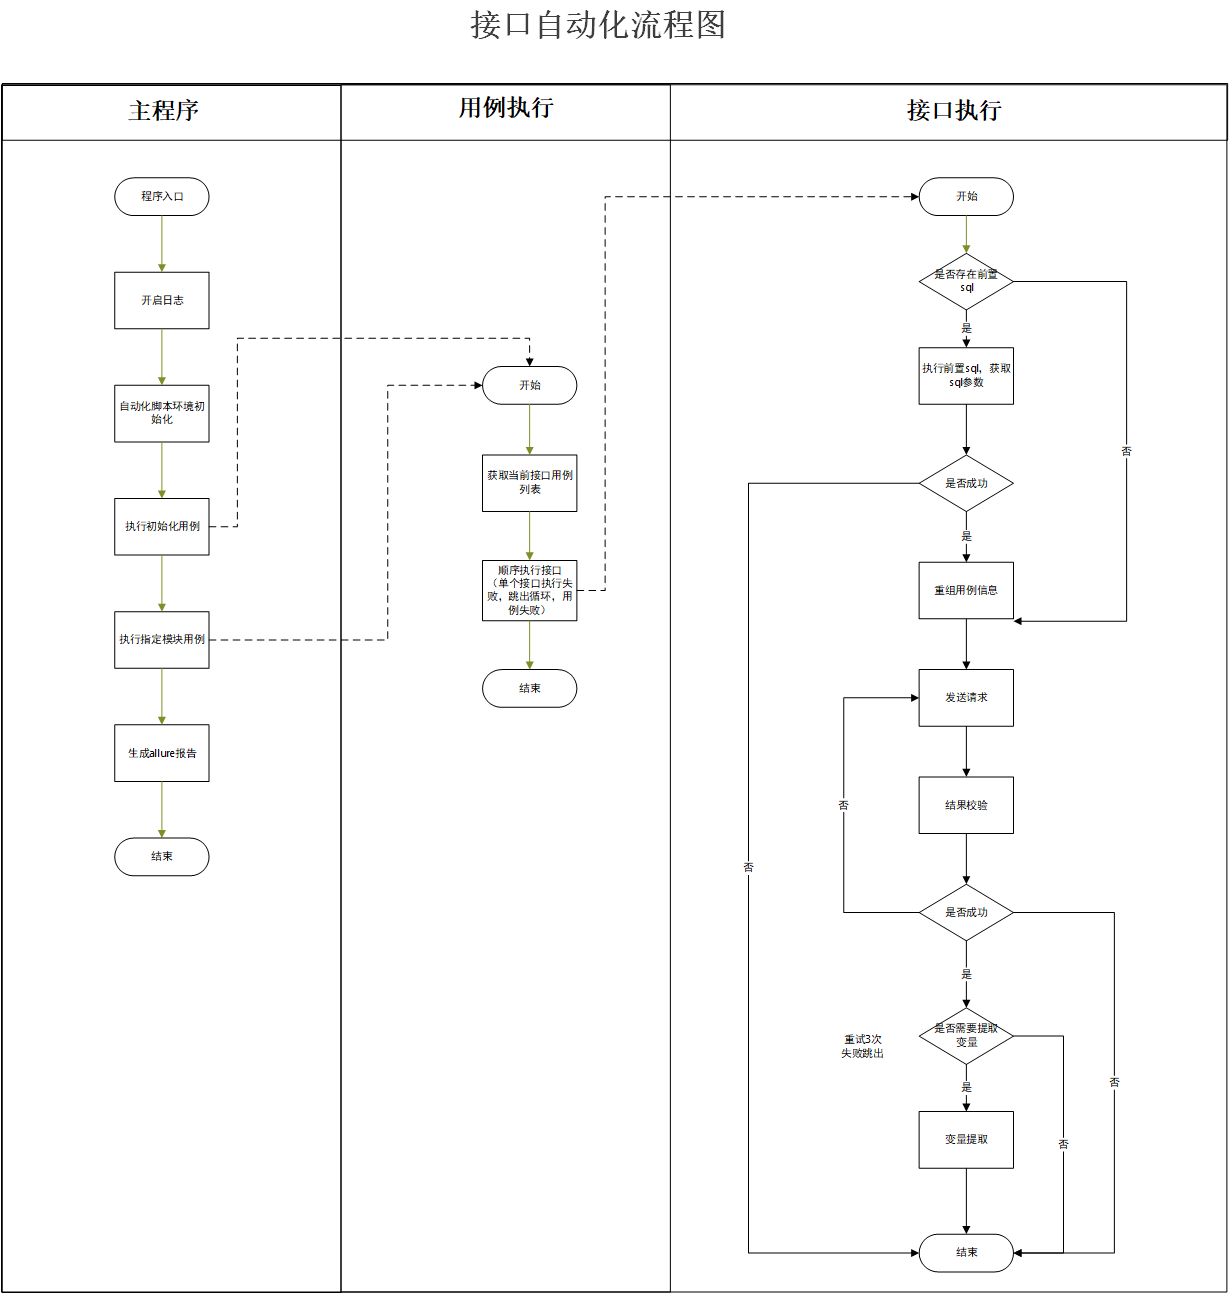 接口自动化流程图
主程序
用例执行
接口执行
程序入口
开启日志
自动化脚本环境初
始化
执行初始化用例
执行指定模块用例
生成allure报告
结束
开始
获取当前接口用例
列表
顺序执行接口
（单个接口执行失
败，跳出循环，用
例失败）
结束
开始
是否存在前置
sql
是
否
执行前置sql，获取
sql参数
是否成功
是
否
重组用例信息
发送请求
结果校验
否
是否成功
是
否
是否需要提取
变量
重试3次
失败跳出
是
否
变量提取
结束